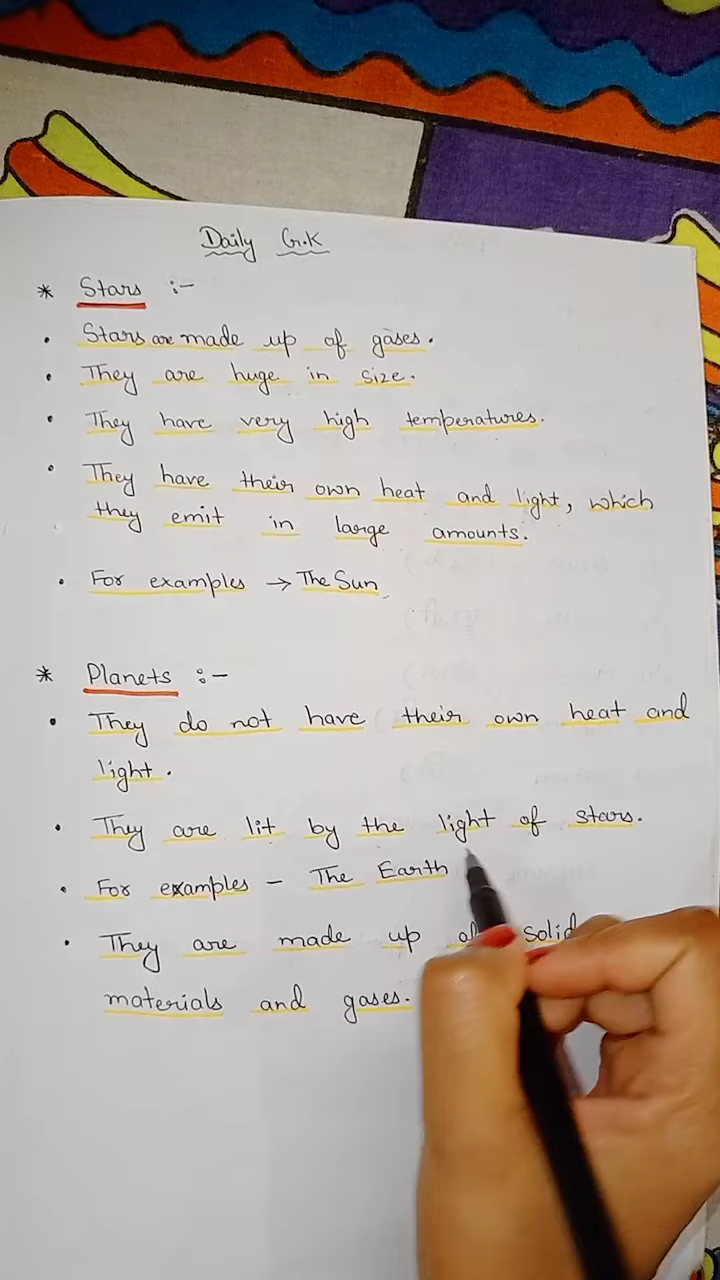 Daily G.K
* Stars :-
• Stars are made up of gases.
• They are huge in size.
• They have very high temperatures.
• They have their own heat and light, which
they emit in large amounts.
• For examples → The Sun
* Planets :-
• They do not have their own heat and
light.
• They are lit by the light of stars.
• For examples - The Earth
• They are made up of solid
materials and gases.